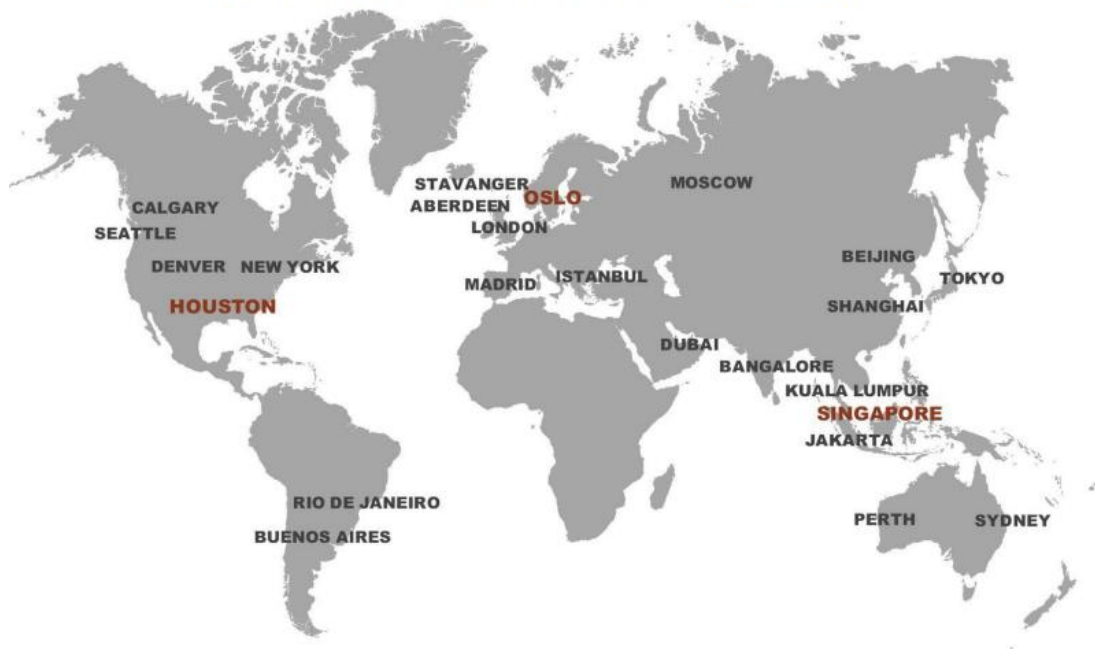 STAVANGER
OSLO
MOSCOW
CALGARY
ABERDEEN
SEATTLE
LONDON
DENVER
NEW YORK
BEIJING
MADRID
ISTANBUL
TOKYO
HOUSTON
SHANGHAI
DUBAI
BANGALORE
KUALA LUMPUR
SINGAPORE
JAKARTA
RIO DE JANEIRO
PERTH
SYDNEY
BUENOS AIRES